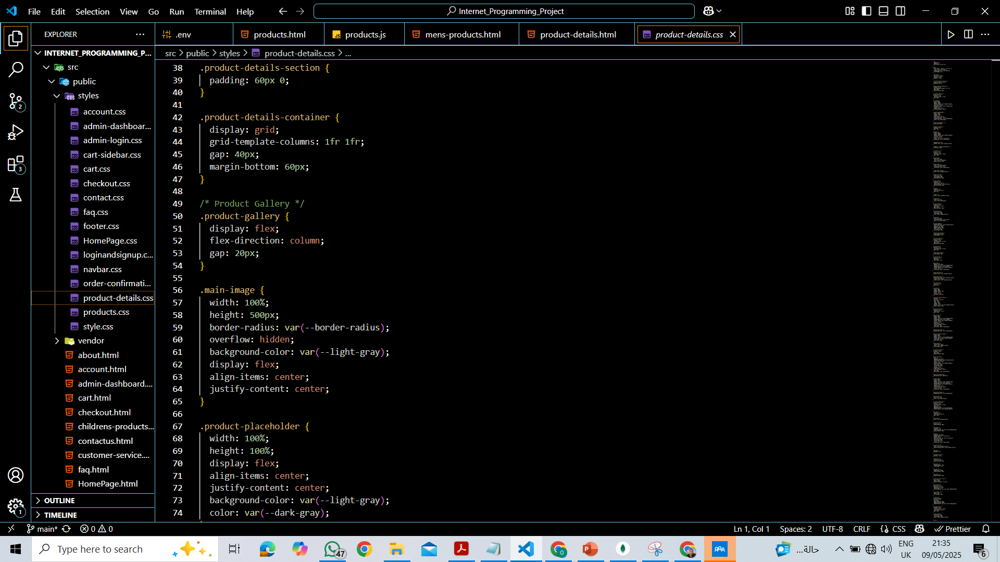 File Edit Selection View Go Run Terminal Help
Internet_Programming_Project
EXPLORER
.env
products.html
products.js
mens-products.html
product-details.html
product-details.css
INTERNET_PROGRAMMING_P...
src > public > styles > product-details.css > ...
src
public
styles
account.css
admin-dashboar...
admin-login.css
cart-sidebar.css
cart.css
checkout.css
contact.css
faq.css
footer.css
HomePage.css
loginandsignup.c...
navbar.css
order-confirmati...
product-details.css
products.css
style.css
vendor
about.html
account.html
admin-dashboard....
cart.html
checkout.html
childrens-products...
contactus.html
customer-service....
faq.html
HomePage.html
OUTLINE
TIMELINE
2
3
1
38 .product-details-section {
39 padding: 60px 0;
40 }
41
42 .product-details-container {
43 display: grid;
44 grid-template-columns: 1fr 1fr;
45 gap: 40px;
46 margin-bottom: 60px;
47 }
48
49 /* Product Gallery */
50 .product-gallery {
51 display: flex;
52 flex-direction: column;
53 gap: 20px;
54 }
55
56 .main-image {
57 width: 100%;
58 height: 500px;
59 border-radius: var(--border-radius);
60 overflow: hidden;
61 background-color: var(--light-gray);
62 display: flex;
63 align-items: center;
64 justify-content: center;
65 }
66
67 .product-placeholder {
68 width: 100%;
69 height: 100%;
70 display: flex;
71 align-items: center;
72 justify-content: center;
73 background-color: var(--light-gray);
74 color: var(--dark-gray);
main* 0 0
Ln 1, Col 1 Spaces: 2 UTF-8 CRLF {} CSS Prettier
Type here to search
47
حالة...
ENG
UK
21:35
09/05/2025
6